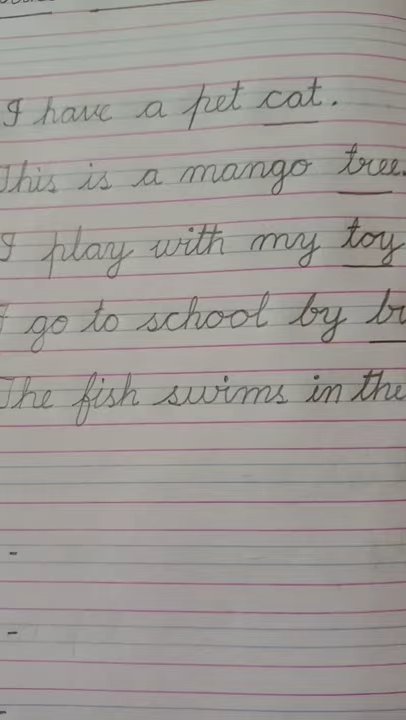 I have a pet cat.
This is a mango tree.
I play with my toy
I go to school by
The fish swims in the